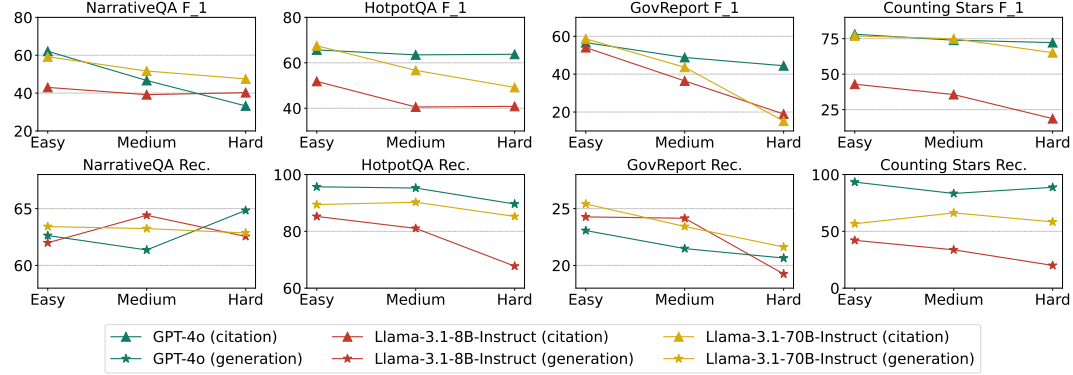 NarrativeQA F_1
HotpotQA F_1
GovReport F_1
Counting Stars F_1
80
60
40
20
Easy Medium Hard
80
60
40
Easy Medium Hard
60
40
20
Easy Medium Hard
75
50
25
Easy Medium Hard
NarrativeQA Rec.
HotpotQA Rec.
GovReport Rec.
Counting Stars Rec.
65
60
Easy Medium Hard
100
80
60
Easy Medium Hard
25
20
Easy Medium Hard
100
50
0
Easy Medium Hard
GPT-4o (citation)
GPT-4o (generation)
Llama-3.1-8B-Instruct (citation)
Llama-3.1-8B-Instruct (generation)
Llama-3.1-70B-Instruct (citation)
Llama-3.1-70B-Instruct (generation)